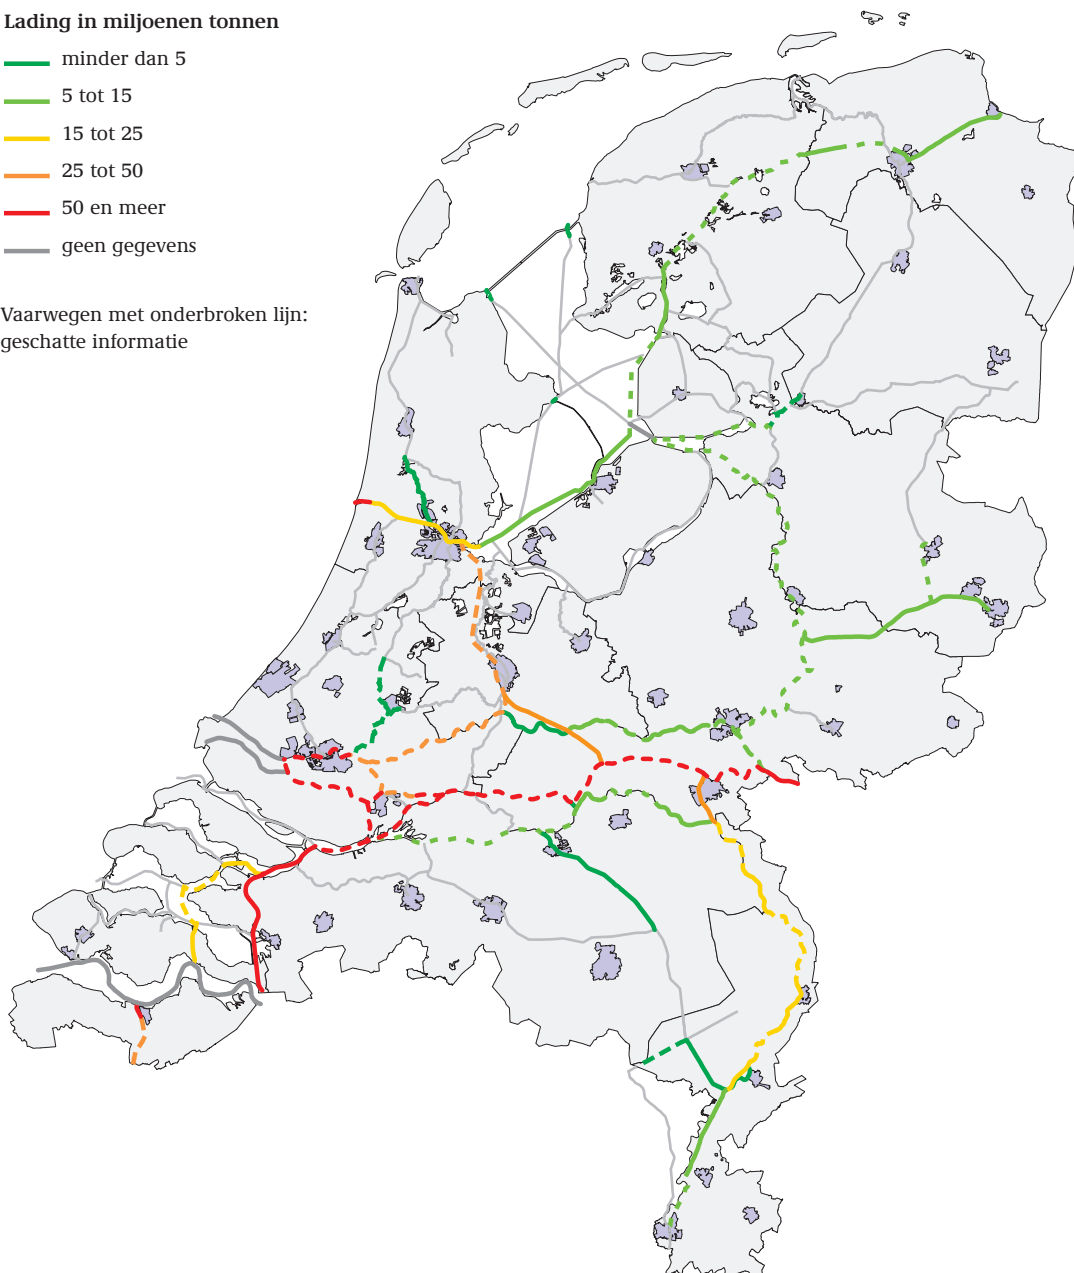 Lading in miljoenen tonnen
minder dan 5
5 tot 15
15 tot 25
25 tot 50
50 en meer
geen gegevens
Vaarwegen met onderbroken lijn:
geschatte informatie